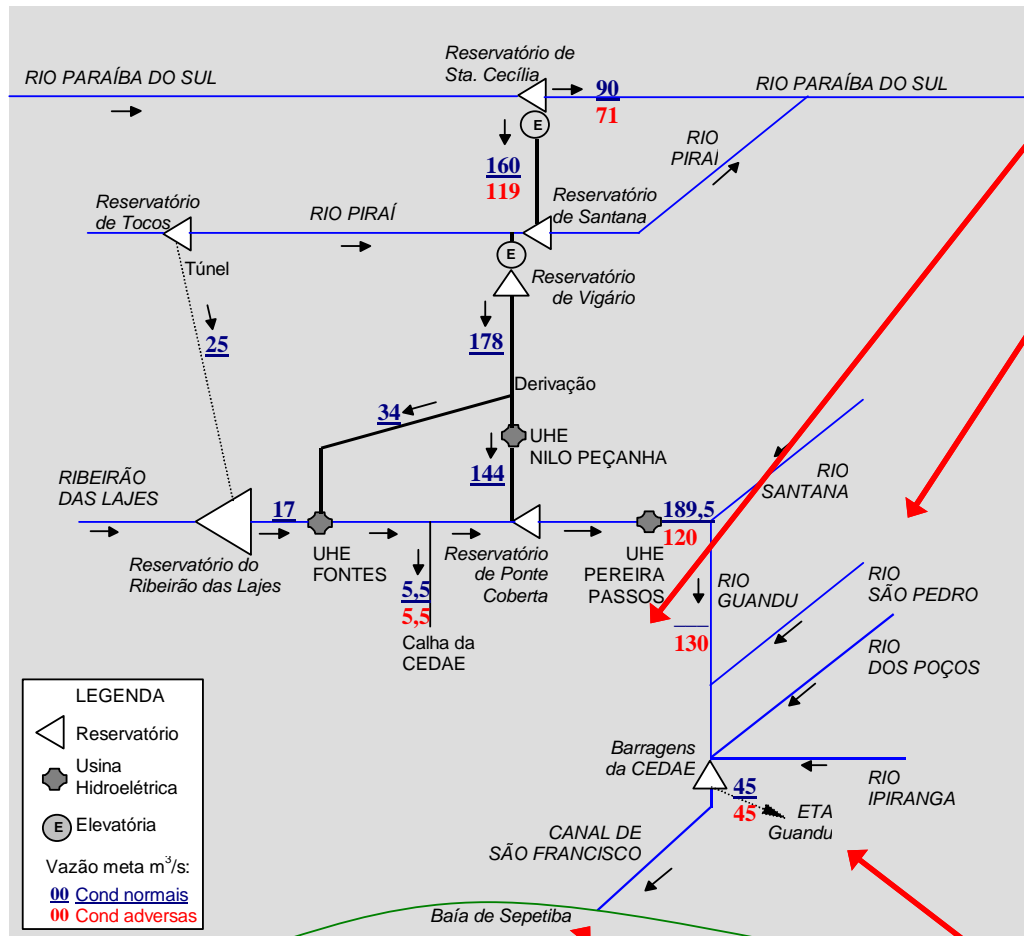 Reservatório de
Sta. Cecília
RIO PARAÍBA DO SUL
90
71
RIO PARAÍBA DO SUL
E
160
119
RIO
PIRAÍ
Reservatório
de Tocos
RIO PIRAÍ
Reservatório
de Santana
E
Túnel
Reservatório
de Vigário
25
178
Derivação
34
UHE
NILO PEÇANHA
144
RIO
SANTANA
RIBEIRÃO
DAS LAJES
17
189,5
120
Reservatório do
Ribeirão das Lajes
UHE
FONTES
Reservatório
de Ponte
Coberta
UHE
PEREIRA
PASSOS
RIO
GUANDU
5,5
5,5
Calha da
CEDAE
130
RIO
SÃO PEDRO
RIO
DOS POÇOS
Barragens
da CEDAE
45
45
RIO
IPIRANGA
ETA
Guandu
CANAL DE
SÃO FRANCISCO
Baía de Sepetiba
LEGENDA
Reservatório
Usina
Hidroelétrica
E Elevatória
Vazão meta m³/s:
00 Cond normais
00 Cond adversas